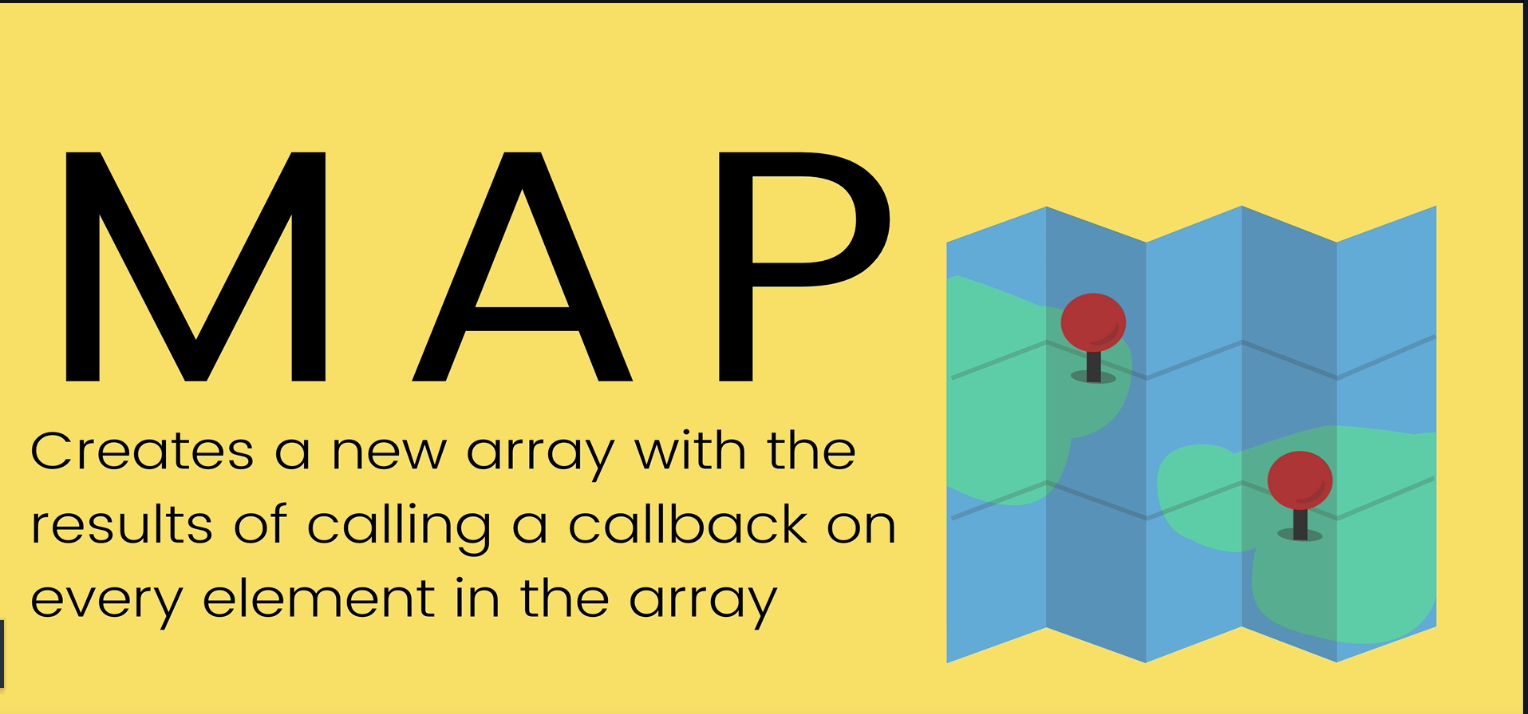 MAP
Creates a new array with the
results of calling a callback on
every element in the array